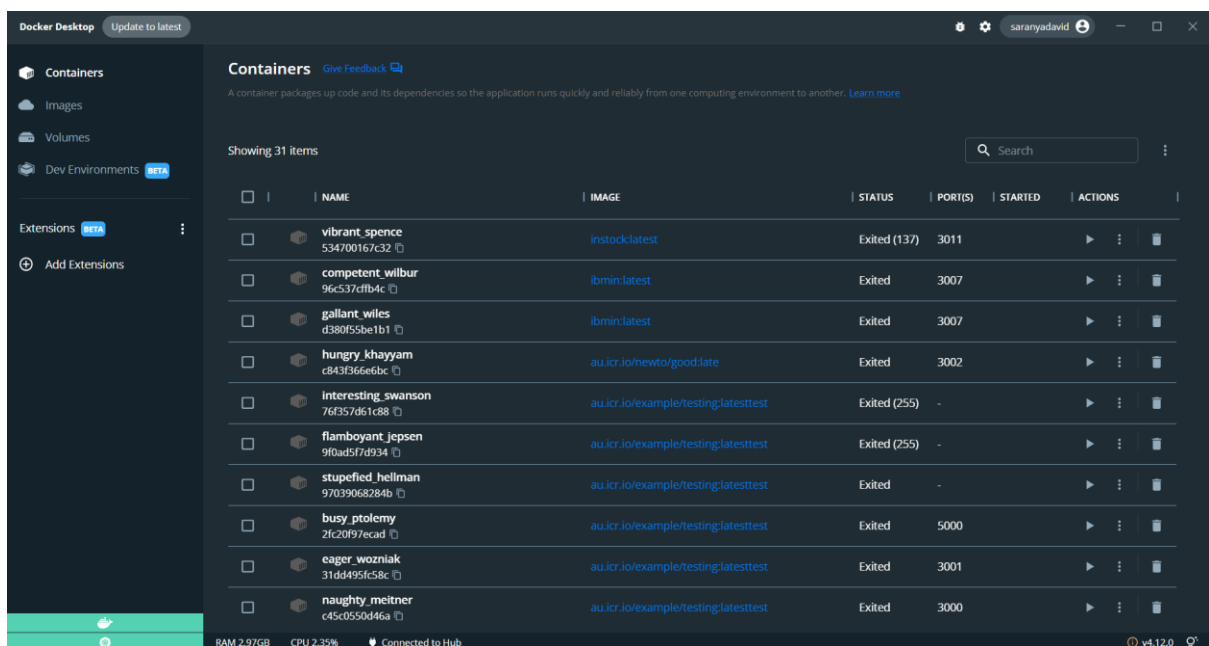 Docker Desktop Update to latest saranyadavid
Containers
Images
Volumes
Dev Environments BETA
Extensions BETA
Add Extensions
Containers Give Feedback
A container packages up code and its dependencies so the application runs quickly and reliably from one computing environment to another. Learn more
Showing 31 items Search
NAME IMAGE STATUS PORT(S) STARTED ACTIONS
vibrant_spence instock:latest Exited (137) 3011
534700167c32
competent_wilbur ibmin:latest Exited 3007
96c537cffb4c
gallant_wiles ibmin:latest Exited 3007
d380f55be1b1
hungry_khayyam au.icr.io/newto/good:late Exited 3002
c843f366e6bc
interesting_swanson au.icr.io/example/testing:latesttest Exited (255) -
76f357d61c88
flamboyant_jepsen au.icr.io/example/testing:latesttest Exited (255) -
9f0ad5f7d934
stupefied_hellman au.icr.io/example/testing:latesttest Exited -
97039068284b
busy_ptolemy au.icr.io/example/testing:latesttest Exited 5000
2fc20f97ecad
eager_wozniak au.icr.io/example/testing:latesttest Exited 3001
31dd495fc58c
naughty_meitner au.icr.io/example/testing:latesttest Exited 3000
c45c0550d46a
RAM 2.97GB CPU 2.35% Connected to Hub v4.12.0